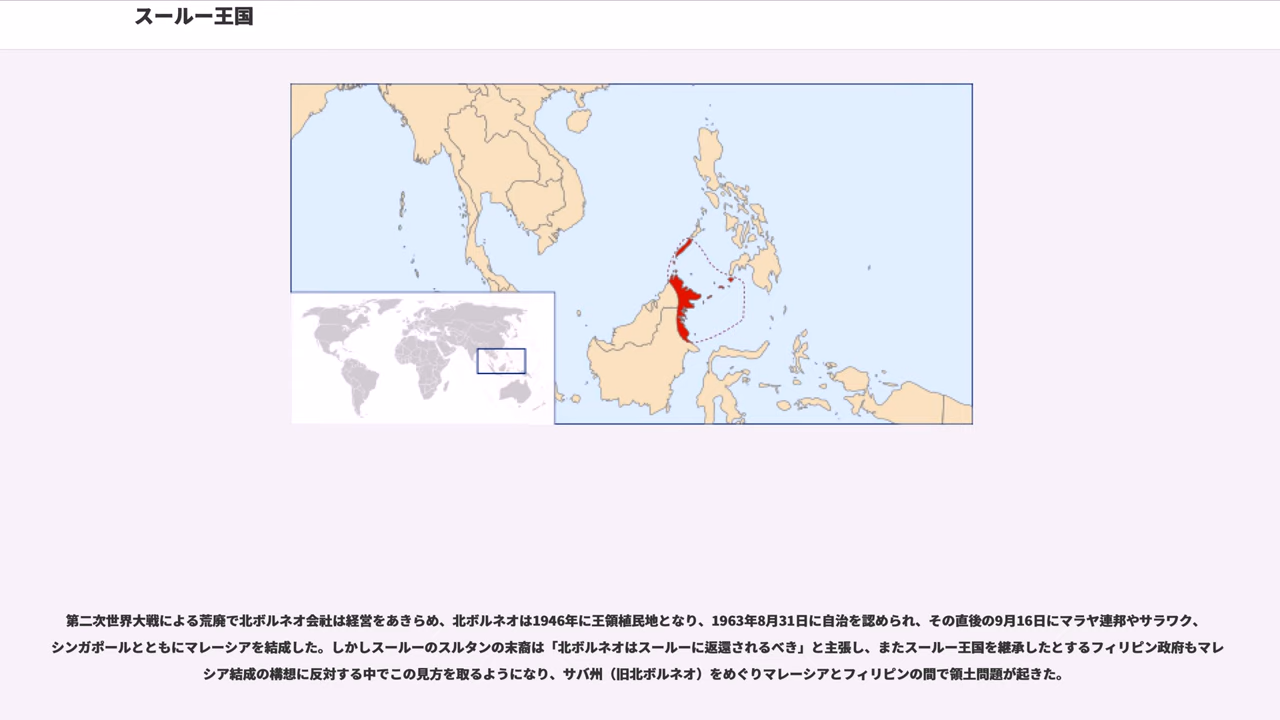 スールー王国
第二次世界大戦による荒廃で北ボルネオ会社は経営をあきらめ、北ボルネオは1946年に王領植民地となり、1963年8月31日に自治を認められ、その直後の9月16日にマラヤ連邦やサラワク、
シンガポールとともにマレーシアを結成した。しかしスールーのスルタンの末裔は「北ボルネオはスールーに返還されるべき」と主張し、またスールー王国を継承したとするフィリピン政府もマレ
シア結成の構想に反対する中でこの見方を取るようになり、サバ州（旧北ボルネオ）をめぐりマレーシアとフィリピンの間で領土問題が起きた。